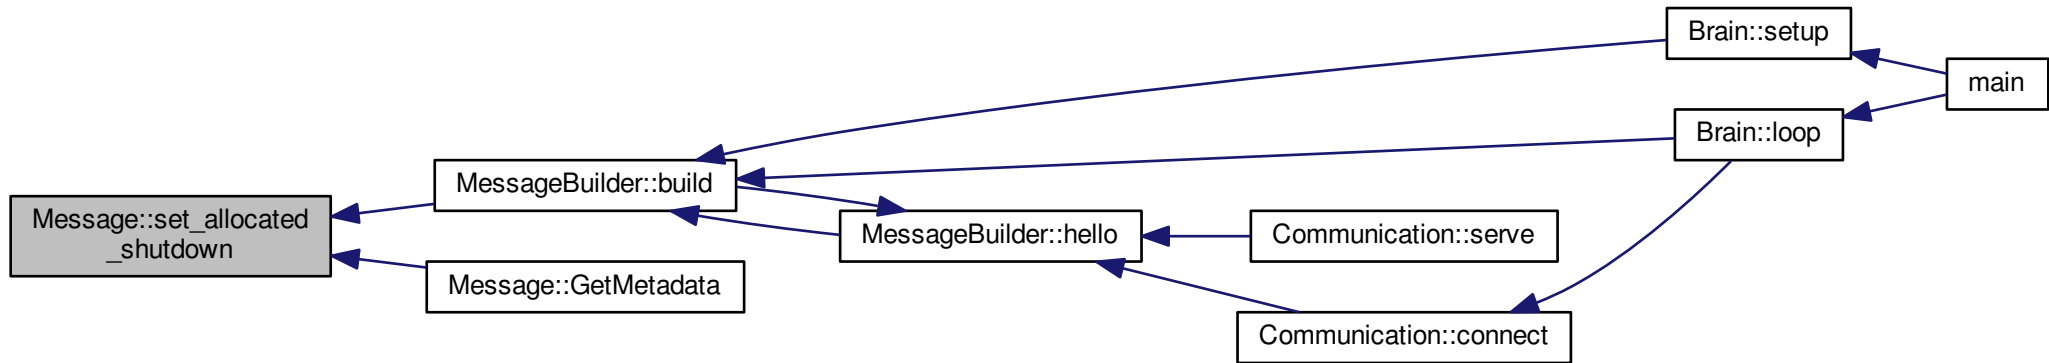 Brain::setup
main
Brain::loop
MessageBuilder::build
Message::set_allocated
_shutdown
MessageBuilder::hello
Communication::serve
Message::GetMetadata
Communication::connect